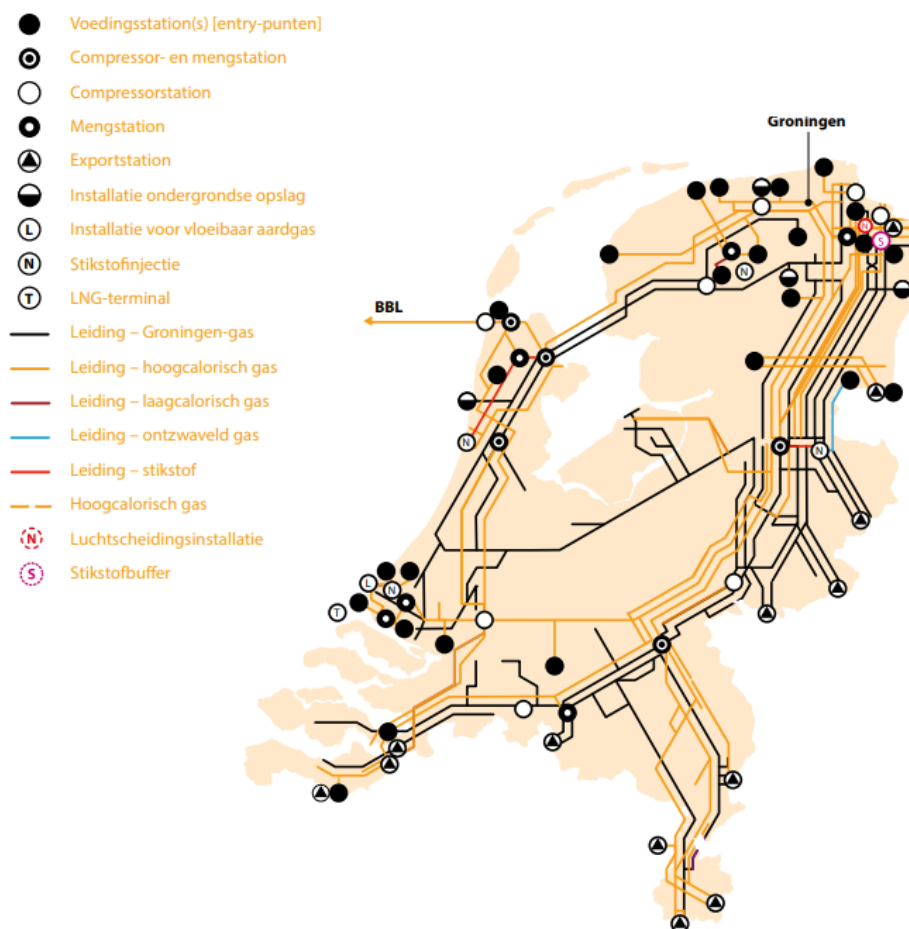 Voedingsstation(s) [entry-punten]
Compressor- en mengstation
Compressorstation
Mengstation
Exportstation
Installatie ondergrondse opslag
L Installatie voor vloeibaar aardgas
N Stikstofinjectie
T LNG-terminal
Leiding – Groningen-gas
Leiding – hoogcalorisch gas
Leiding – laagcalorisch gas
Leiding – ontzwaveld gas
Leiding – stikstof
Hoogcalorisch gas
N Luchtscheidingsinstallatie
S Stikstofbuffer
Groningen
N
S
N
BBL
N
N
L
N
T